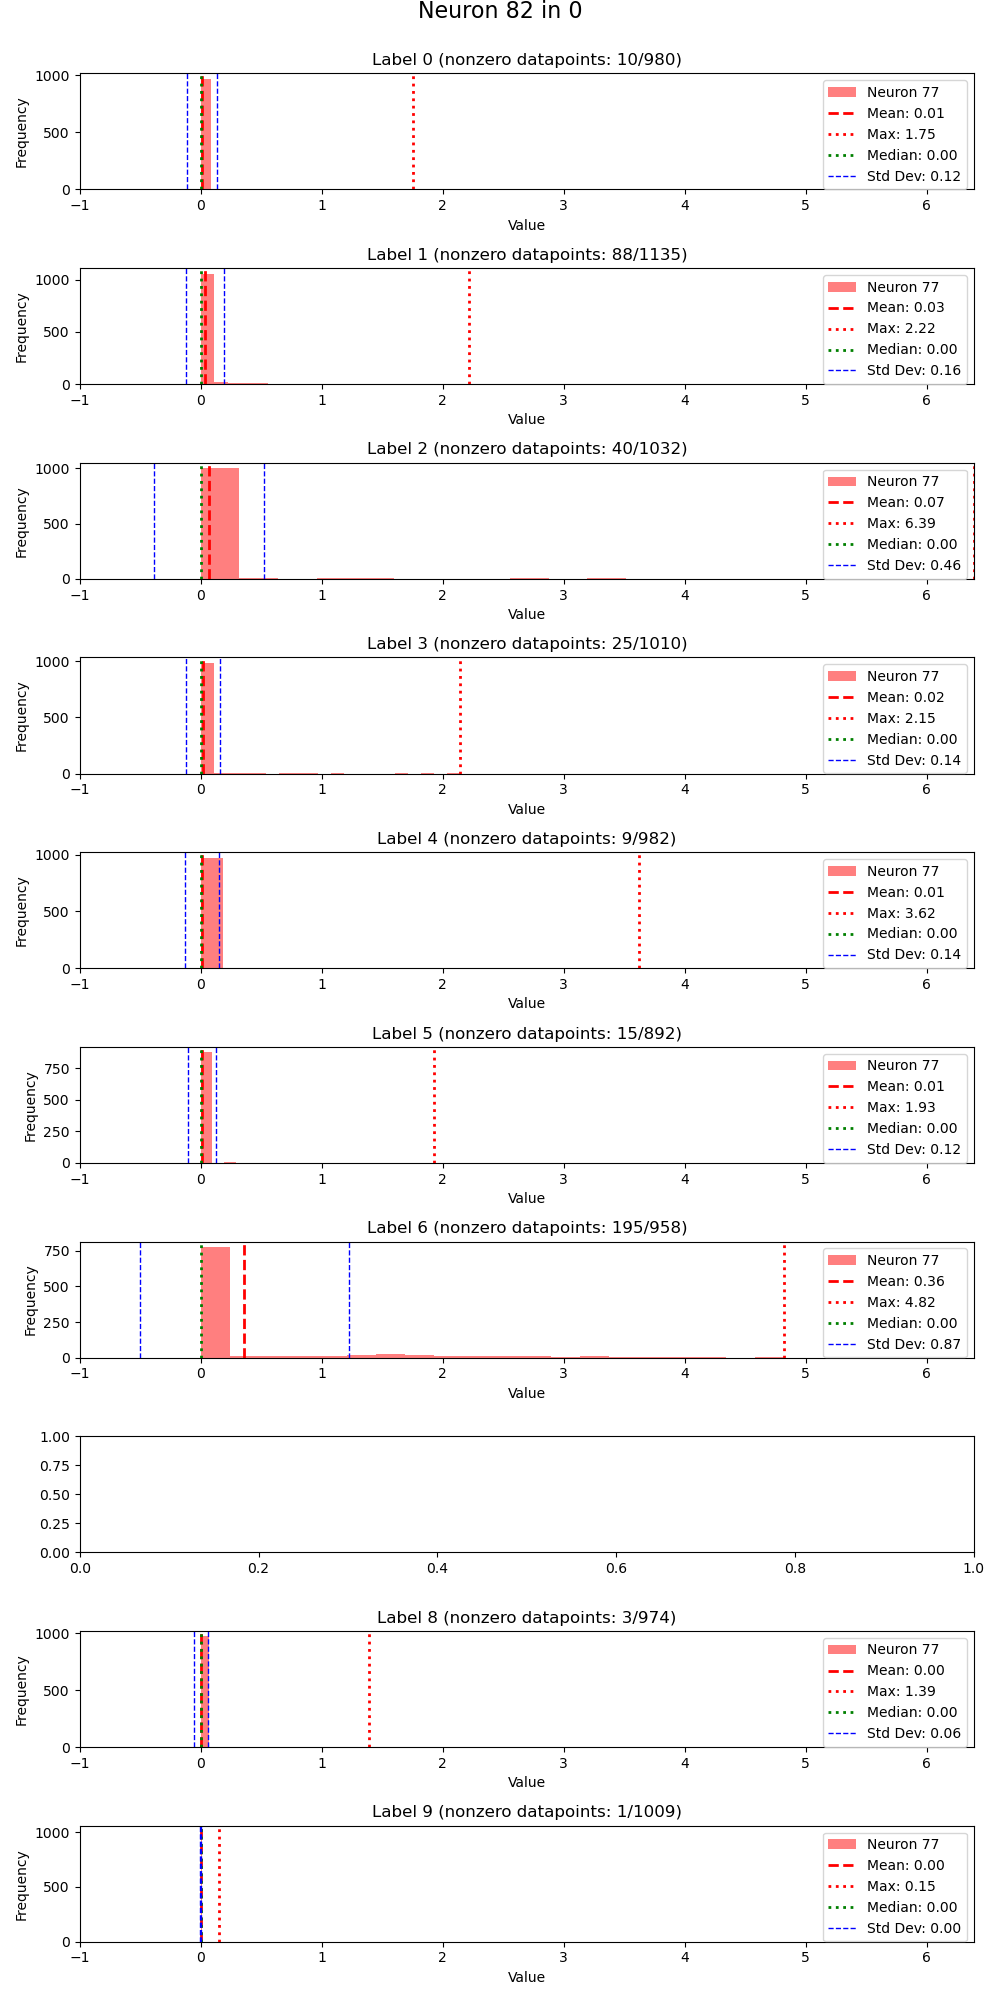 Neuron 82 in 0
Label 0 (nonzero datapoints: 10/980)
Frequency
1000
500
0
Neuron 77
Mean: 0.01
Max: 1.75
Median: 0.00
Std Dev: 0.12
−1 0 1 2 3 4 5 6
Value
Label 1 (nonzero datapoints: 88/1135)
Frequency
1000
500
0
Neuron 77
Mean: 0.03
Max: 2.22
Median: 0.00
Std Dev: 0.16
−1 0 1 2 3 4 5 6
Value
Label 2 (nonzero datapoints: 40/1032)
Frequency
1000
500
0
Neuron 77
Mean: 0.07
Max: 6.39
Median: 0.00
Std Dev: 0.46
−1 0 1 2 3 4 5 6
Value
Label 3 (nonzero datapoints: 25/1010)
Frequency
1000
500
0
Neuron 77
Mean: 0.02
Max: 2.15
Median: 0.00
Std Dev: 0.14
−1 0 1 2 3 4 5 6
Value
Label 4 (nonzero datapoints: 9/982)
Frequency
1000
500
0
Neuron 77
Mean: 0.01
Max: 3.62
Median: 0.00
Std Dev: 0.14
−1 0 1 2 3 4 5 6
Value
Label 5 (nonzero datapoints: 15/892)
Frequency
750
500
250
0
Neuron 77
Mean: 0.01
Max: 1.93
Median: 0.00
Std Dev: 0.12
−1 0 1 2 3 4 5 6
Value
Label 6 (nonzero datapoints: 195/958)
Frequency
750
500
250
0
Neuron 77
Mean: 0.36
Max: 4.82
Median: 0.00
Std Dev: 0.87
−1 0 1 2 3 4 5 6
Value
1.00
0.75
0.50
0.25
0.00
0.0 0.2 0.4 0.6 0.8 1.0
Label 8 (nonzero datapoints: 3/974)
Frequency
1000
500
0
Neuron 77
Mean: 0.00
Max: 1.39
Median: 0.00
Std Dev: 0.06
−1 0 1 2 3 4 5 6
Value
Label 9 (nonzero datapoints: 1/1009)
Frequency
1000
500
0
Neuron 77
Mean: 0.00
Max: 0.15
Median: 0.00
Std Dev: 0.00
−1 0 1 2 3 4 5 6
Value